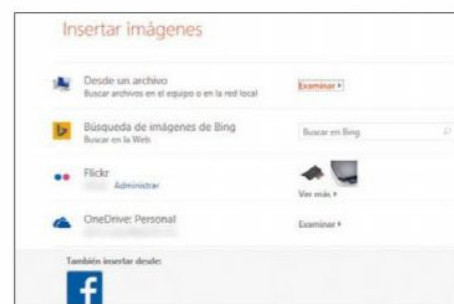 Insertar imágenes
Desde un archivo
Buscar archivos en el equipo o en la red local
Examinar
Búsqueda de imágenes de Bing
Buscar en la Web
Buscar en Bing
Flickr
Administrar
Ver más
OneDrive: Personal
Examinar
También insertar desde: